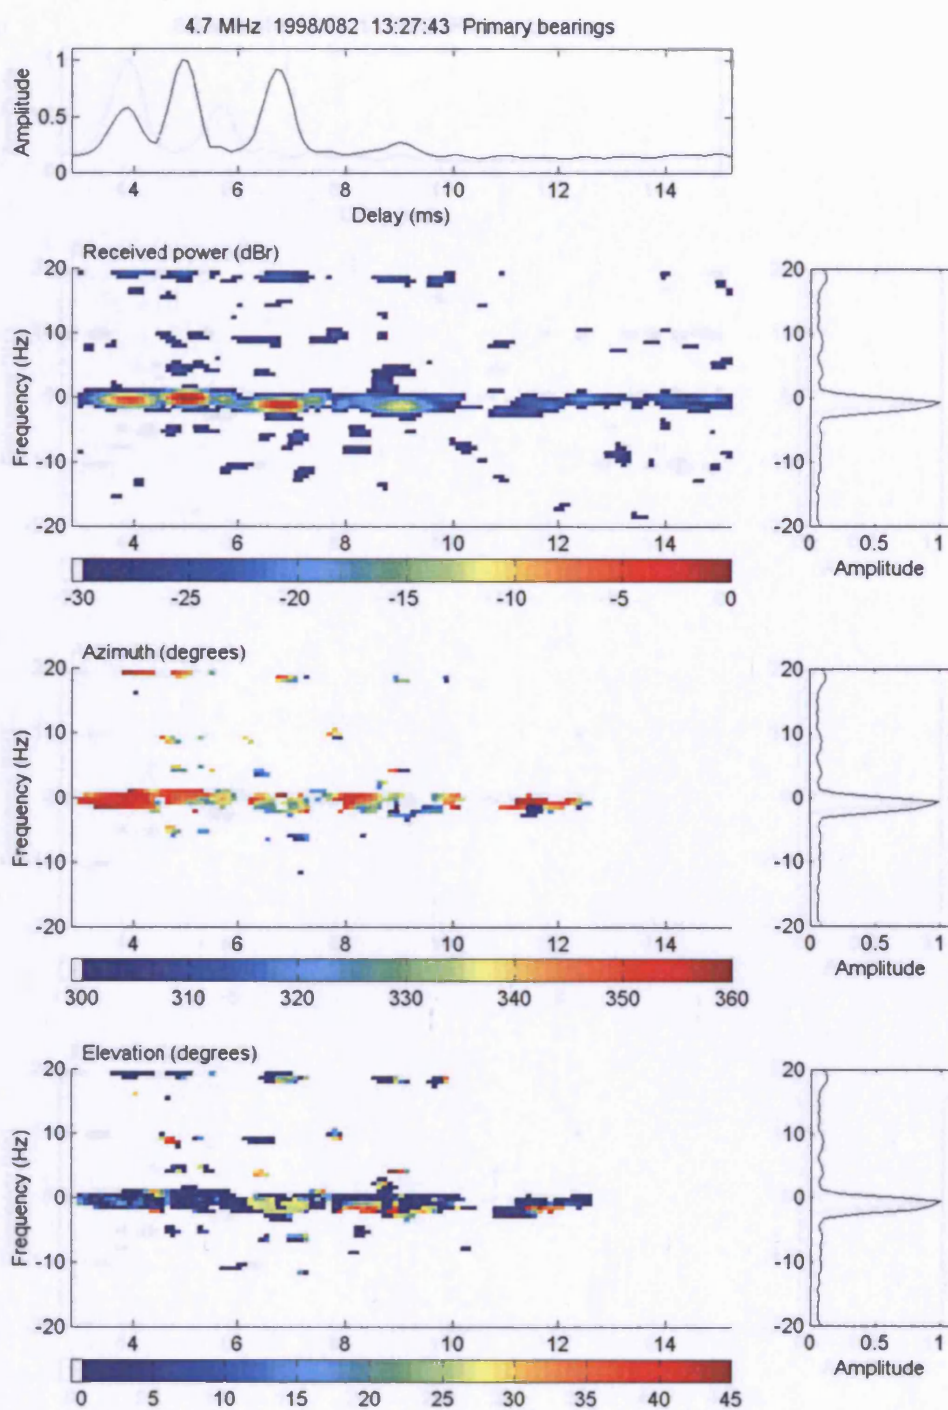 4.7 MHz 1998/082 13:27:43 Primary bearings
Amplitude
1
0.5
0
4 6 8 10 12 14
Delay (ms)
Received power (dBr)
Frequency (Hz)
20
10
0
-10
-20
4 6 8 10 12 14
20
10
0
-10
-20
0 0.5 1
Amplitude
-30 -25 -20 -15 -10 -5 0
Azimuth (degrees)
Frequency (Hz)
20
10
0
-10
-20
4 6 8 10 12 14
20
10
0
-10
-20
0 0.5 1
Amplitude
300 310 320 330 340 350 360
Elevation (degrees)
Frequency (Hz)
20
10
0
-10
-20
4 6 8 10 12 14
20
10
0
-10
-20
0 0.5 1
Amplitude
0 5 10 15 20 25 30 35 40 45